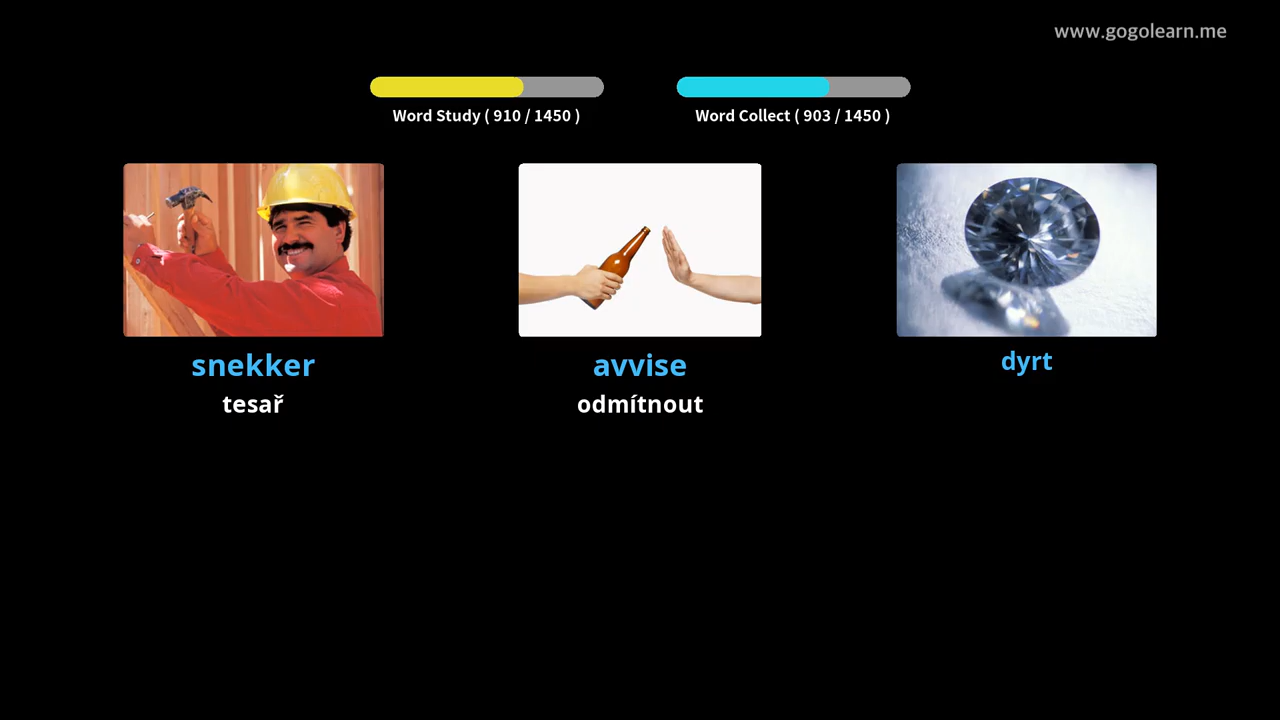 www.gogolearn.me
Word Study ( 910 / 1450 )
Word Collect ( 903 / 1450 )
snekker
avvise
dyrt
tesař
odmítnout